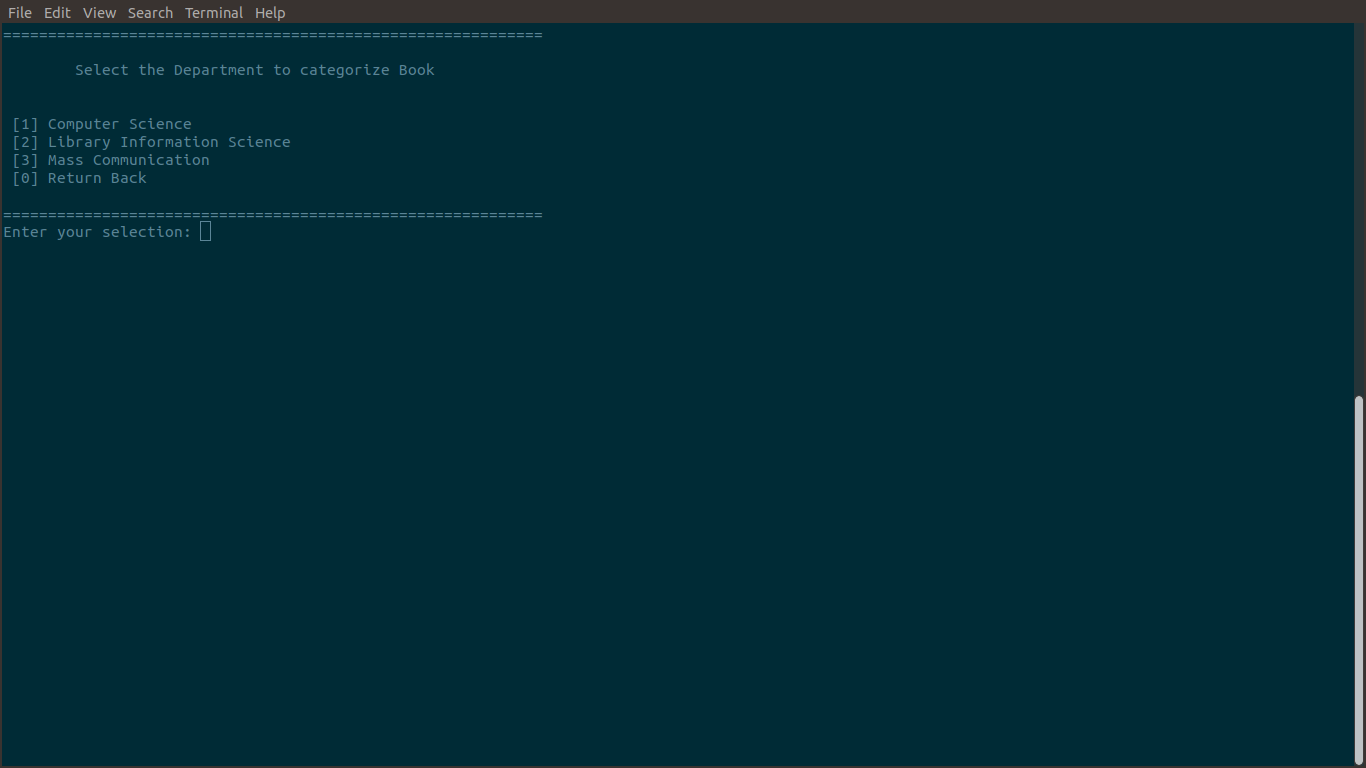 File Edit View Search Terminal Help
============================================================
Select the Department to categorize Book
[1] Computer Science
[2] Library Information Science
[3] Mass Communication
[0] Return Back
============================================================
Enter your selection: